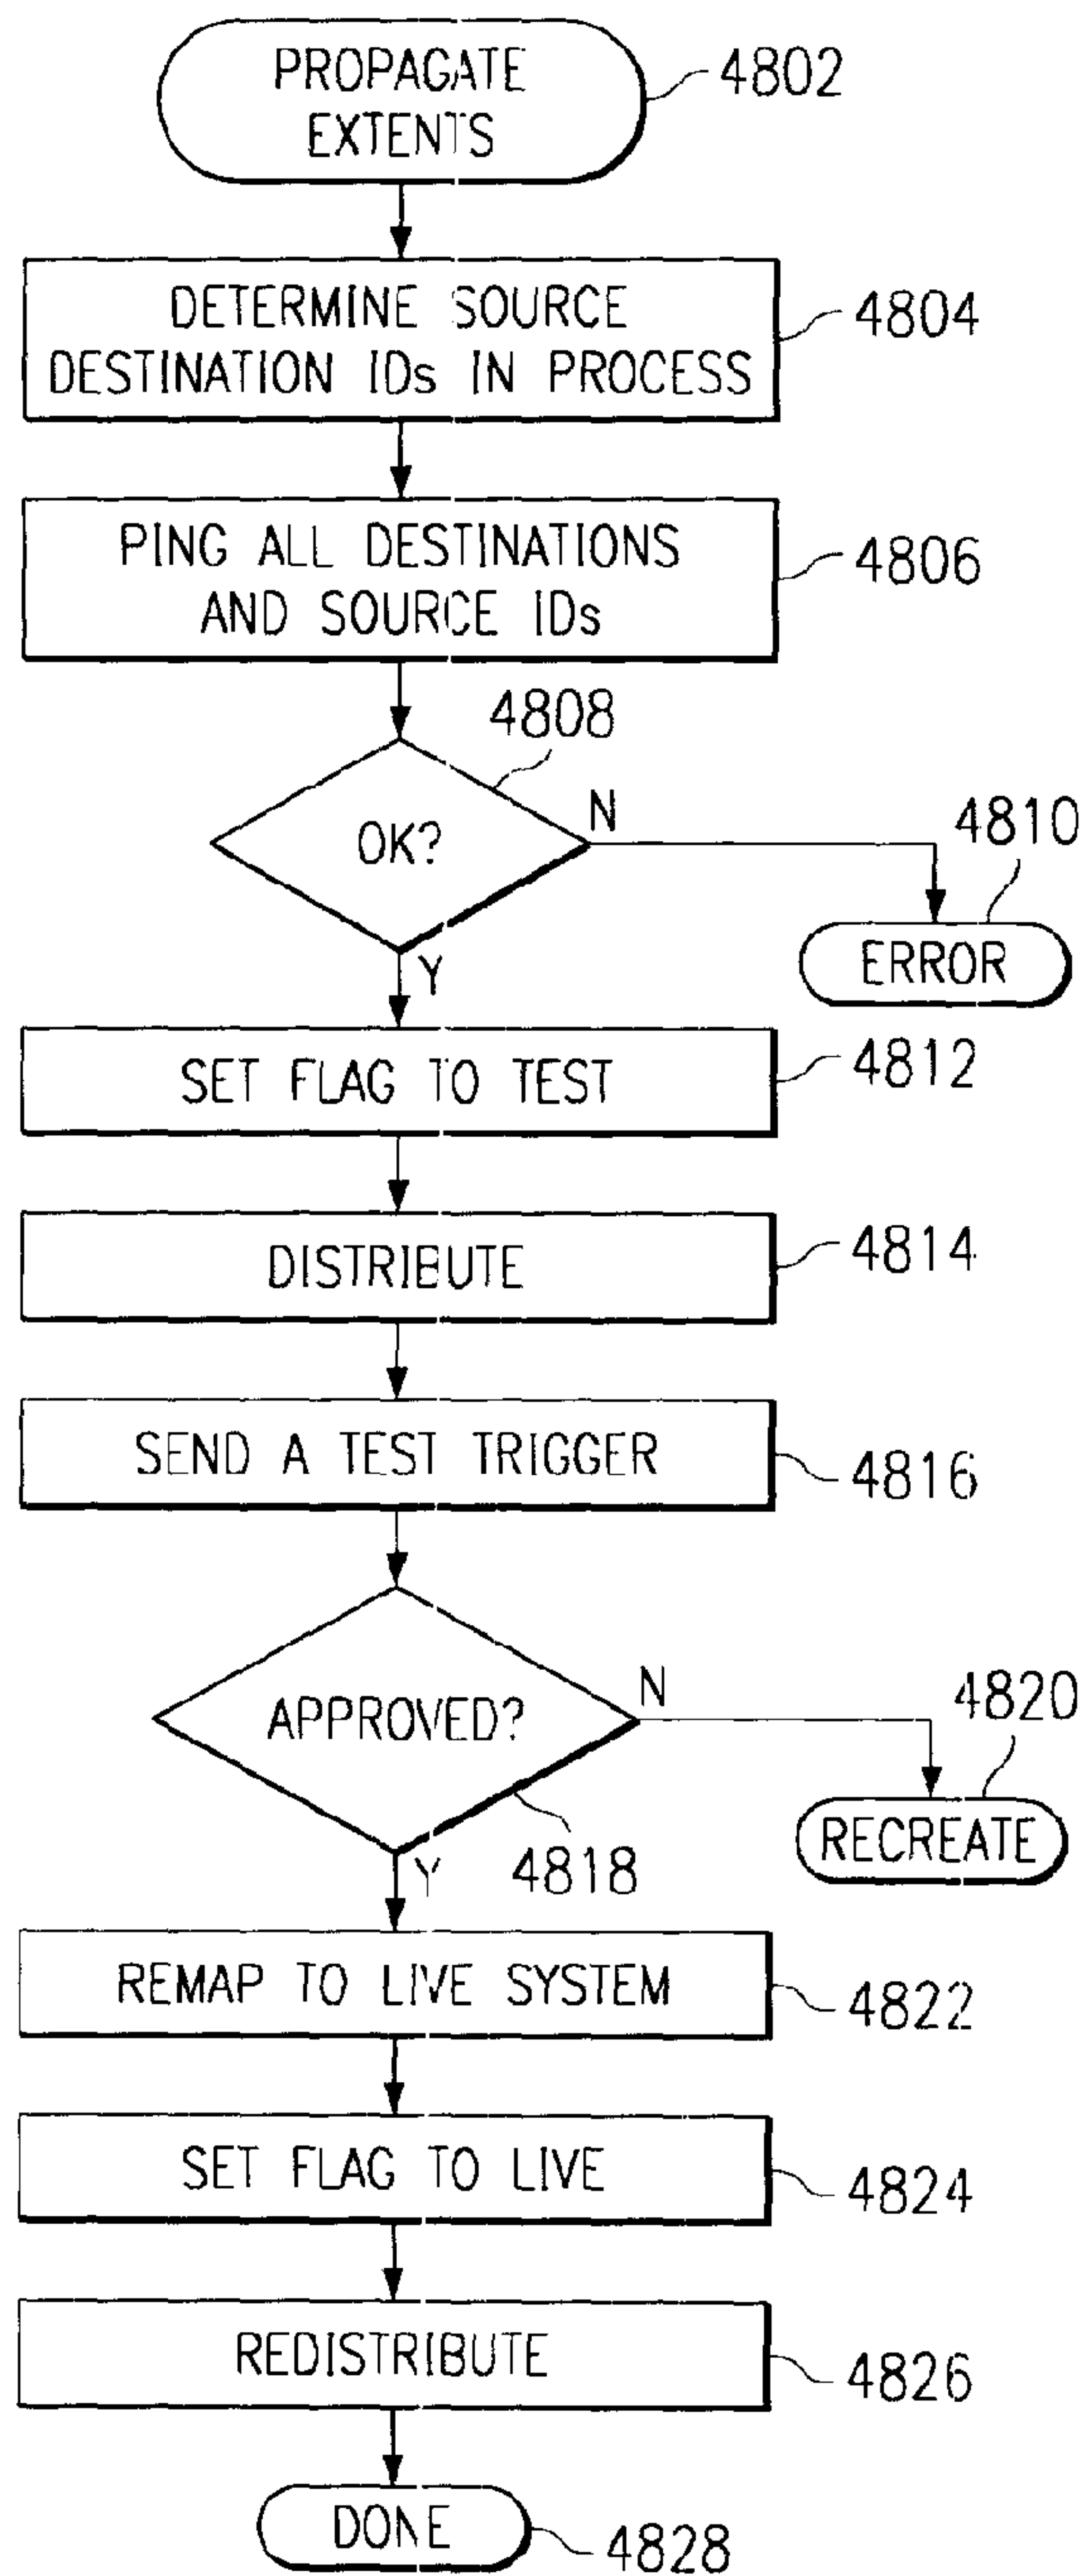 PROPAGATE
EXTENTS
4802
DETERMINE SOURCE
DESTINATION IDs IN PROCESS
4804
PING ALL DESTINATIONS
AND SOURCE IDs
4806
4808
OK?
N
4810
ERROR
Y
SET FLAG TO TEST
4812
DISTRIBUTE
4814
SEND A TEST TRIGGER
4816
APPROVED?
N
4820
RECREATE
4818
Y
REMAP TO LIVE SYSTEM
4822
SET FLAG TO LIVE
4824
REDISTRIBUTE
4826
DONE
4828